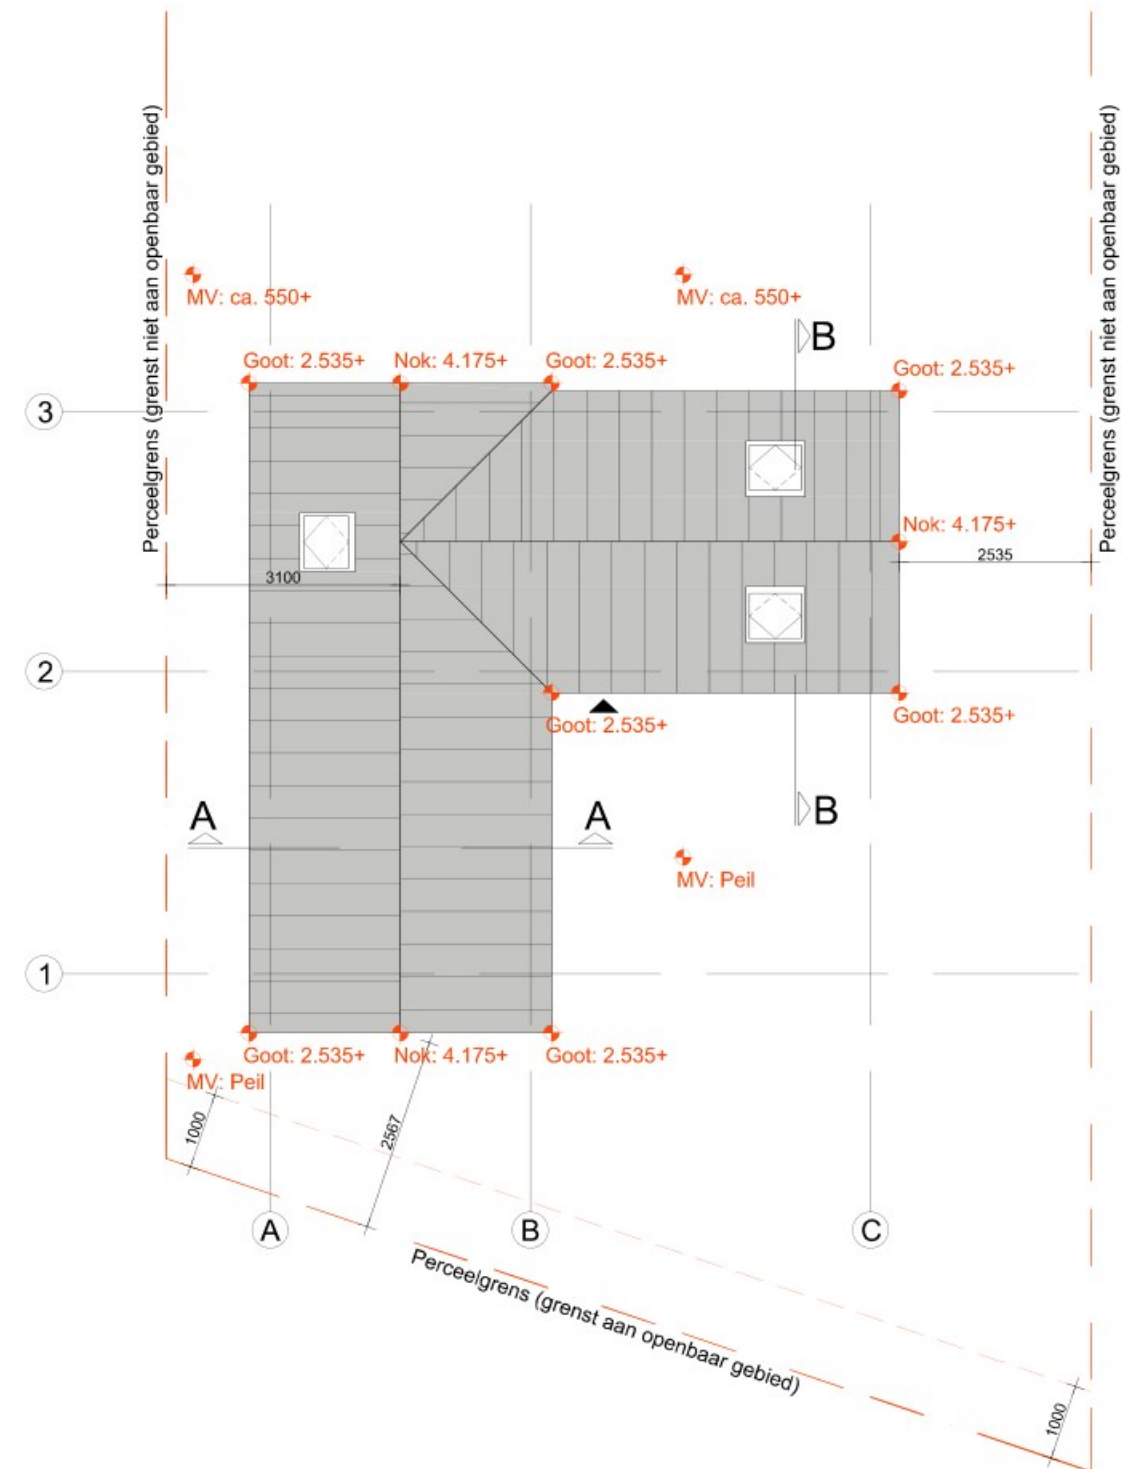 Perceelgrens (grenst niet aan openbaar gebied)
Perceelgrens (grenst niet aan openbaar gebied)
MV: ca. 550+
MV: ca. 550+
B
Goot: 2.535+
Nok: 4.175+
Goot: 2.535+
Goot: 2.535+
3
Nok: 4.175+
2535
3100
2
Goot: 2.535+
Goot: 2.535+
A
A
B
MV: Peil
1
Goot: 2.535+
Nok: 4.175+
Goot: 2.535+
MV: Peil
1000
2567
A
B
C
Perceelgrens (grenst aan openbaar gebied)
1000